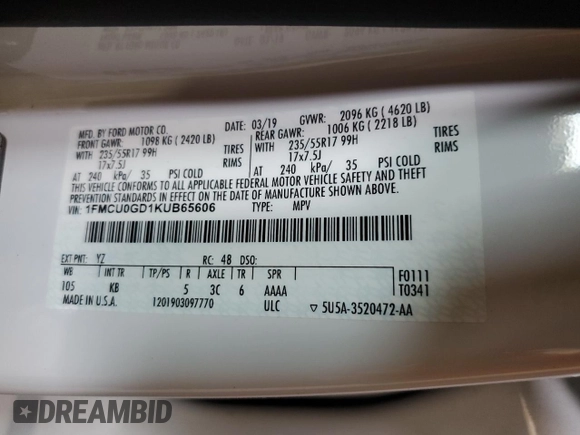 MFD. BY FORD MOTOR CO. DATE: 03/19 GVWR: 2096 KG ( 4620 LB)
FRONT GAWR: 1098 KG ( 2420 LB) REAR GAWR: 1006 KG ( 2218 LB)
WITH 235/55R17 99H TIRES WITH 235/55R17 99H TIRES
17x7.5J RIMS 17x7.5J RIMS
AT 240 kPa/ 35 PSI COLD AT 240 kPa/ 35 PSI COLD
THIS VEHICLE CONFORMS TO ALL APPLICABLE FEDERAL MOTOR VEHICLE SAFETY AND THEFT
PREVENTION STANDARDS IN EFFECT ON THE DATE OF MANUFACTURE SHOWN ABOVE.
VIN: 1FMCU0GD1KUB65606 TYPE: MPV
EXT PNT: YZ RC: 48 DSO:
WB INT TR TP/PS R AXLE TR SPR F0111
105 KB 5 3C 6 AAAA T0341
MADE IN U.S.A. 1201903097770 ULC ▽ 5U5A-3520472-AA
DREAMBID